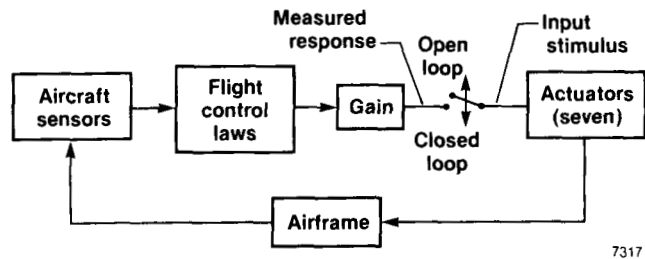 Measured
response
Open
loop
Input
stimulus
Aircraft
sensors
Flight
control
laws
Gain
Closed
loop
Actuators
(seven)
Airframe
7317